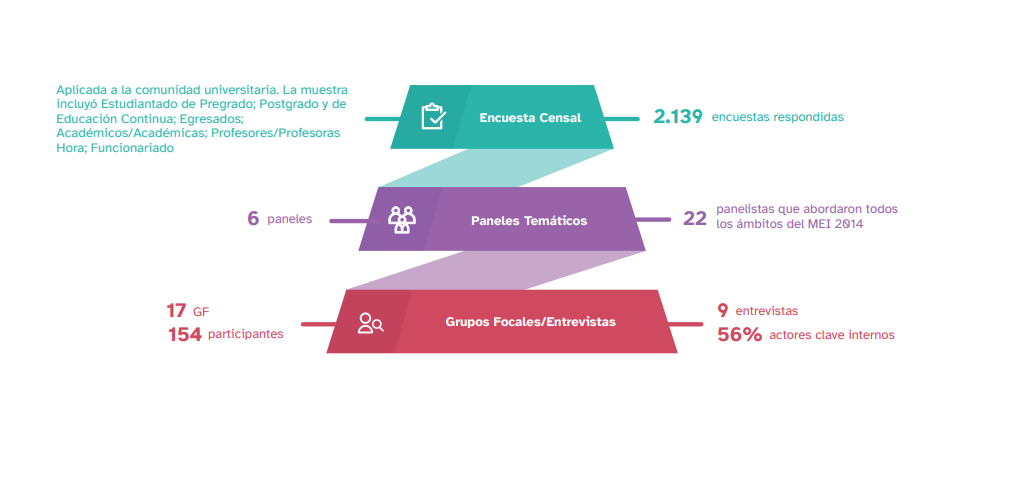 Aplicada a la comunidad universitaria. La muestra
incluyó Estudiantado de Pregrado; Postgrado y de
Educación Continua; Egresados;
Académicos/Académicas; Profesores/Profesoras
Hora; Funcionariado
Encuesta Censal
2.139 encuestas respondidas
6 paneles
Paneles Temáticos
22 panelistas que abordaron todos
los ámbitos del MEI 2014
17 GF
154 participantes
Grupos Focales/Entrevistas
9 entrevistas
56% actores clave internos